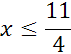 x ≤ 11/4